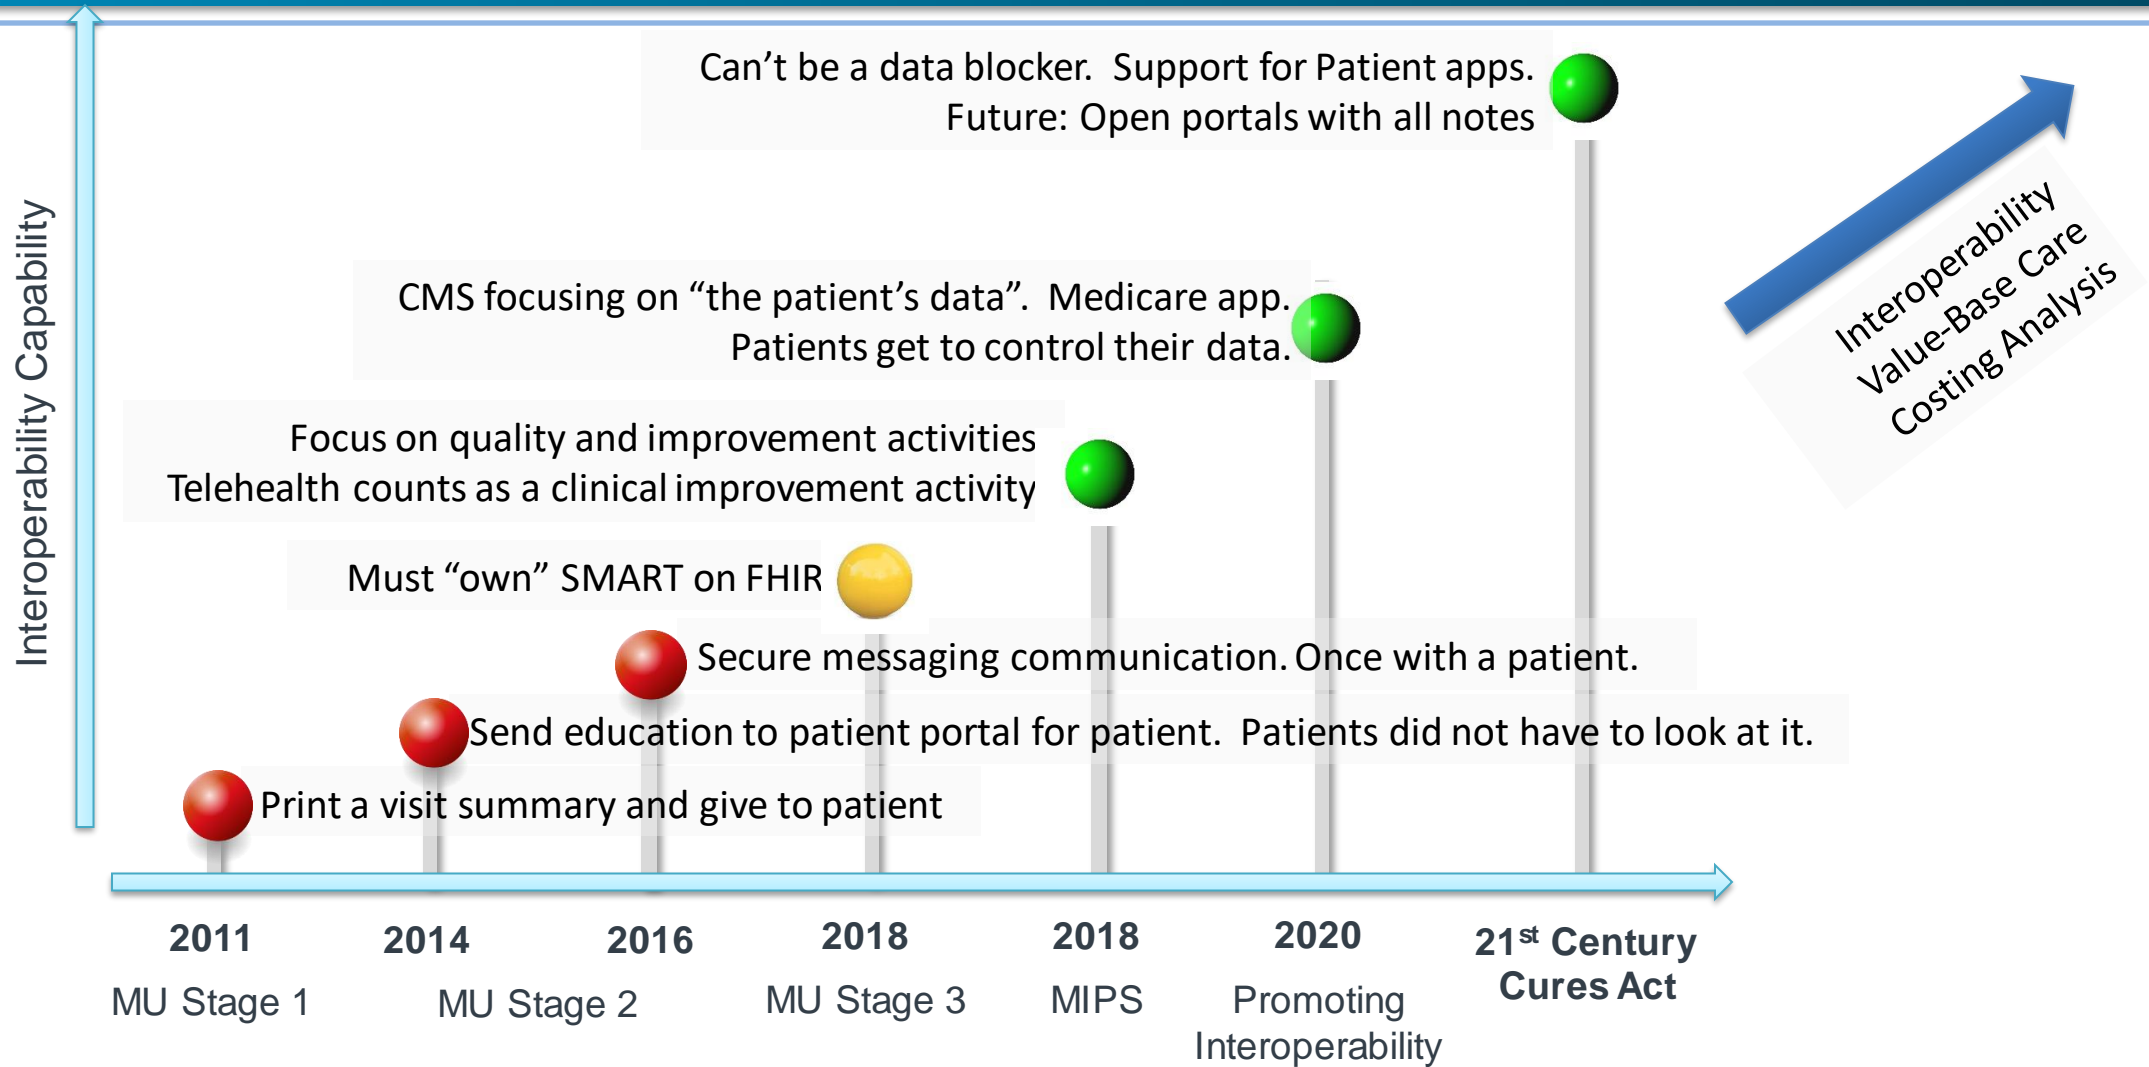 Can’t be a data blocker.  Support for Patient apps.
Future: Open portals with all notes
CMS focusing on “the patient’s data”.  Medicare app.
Patients get to control their data.
Focus on quality and improvement activities
Telehealth counts as a clinical improvement activity
Must “own” SMART on FHIR
Secure messaging communication. Once with a patient.
Send education to patient portal for patient.  Patients did not have to look at it.
Print a visit summary and give to patient
Interoperability
Value-Base Care
Costing Analysis
Interoperability Capability
2011
MU Stage 1
2014
2016
MU Stage 2
2018
MU Stage 3
2018
MIPS
2020
Promoting
Interoperability
21st Century
Cures Act